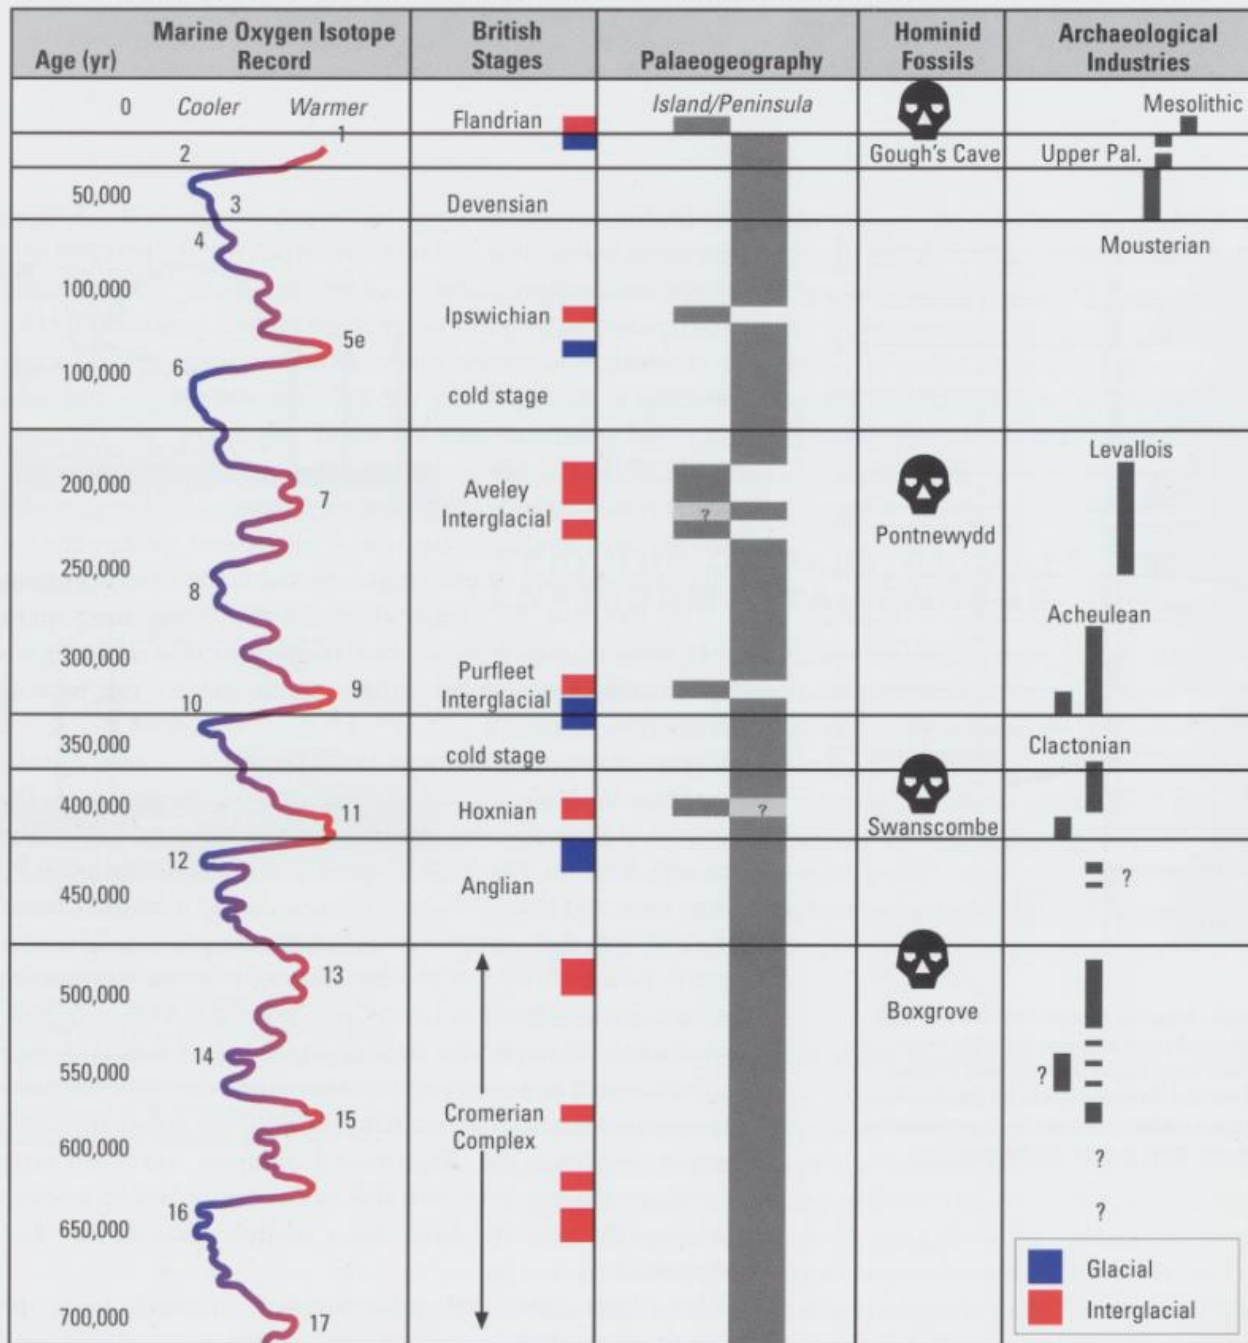 Age (yr)
Marine Oxygen Isotope
Record
British
Stages
Palaeogeography
Hominid
Fossils
Archaeological
Industries
0
Cooler
Warmer
Island/Peninsula
Mesolithic
Flandrian
1
2
Gough's Cave
Upper Pal.
50,000
3
Devensian
4
Mousterian
100,000
Ipswichian
5e
6
100,000
cold stage
Levallois
200,000
7
Aveley
Interglacial
?
Pontnewydd
250,000
8
Acheulean
300,000
9
Purfleet
Interglacial
10
350,000
cold stage
Clactonian
400,000
11
Hoxnian
?
Swanscombe
12
450,000
Anglian
?
13
500,000
Boxgrove
14
550,000
?
15
Cromerian
Complex
600,000
?
16
650,000
?
Glacial
Interglacial
700,000
17